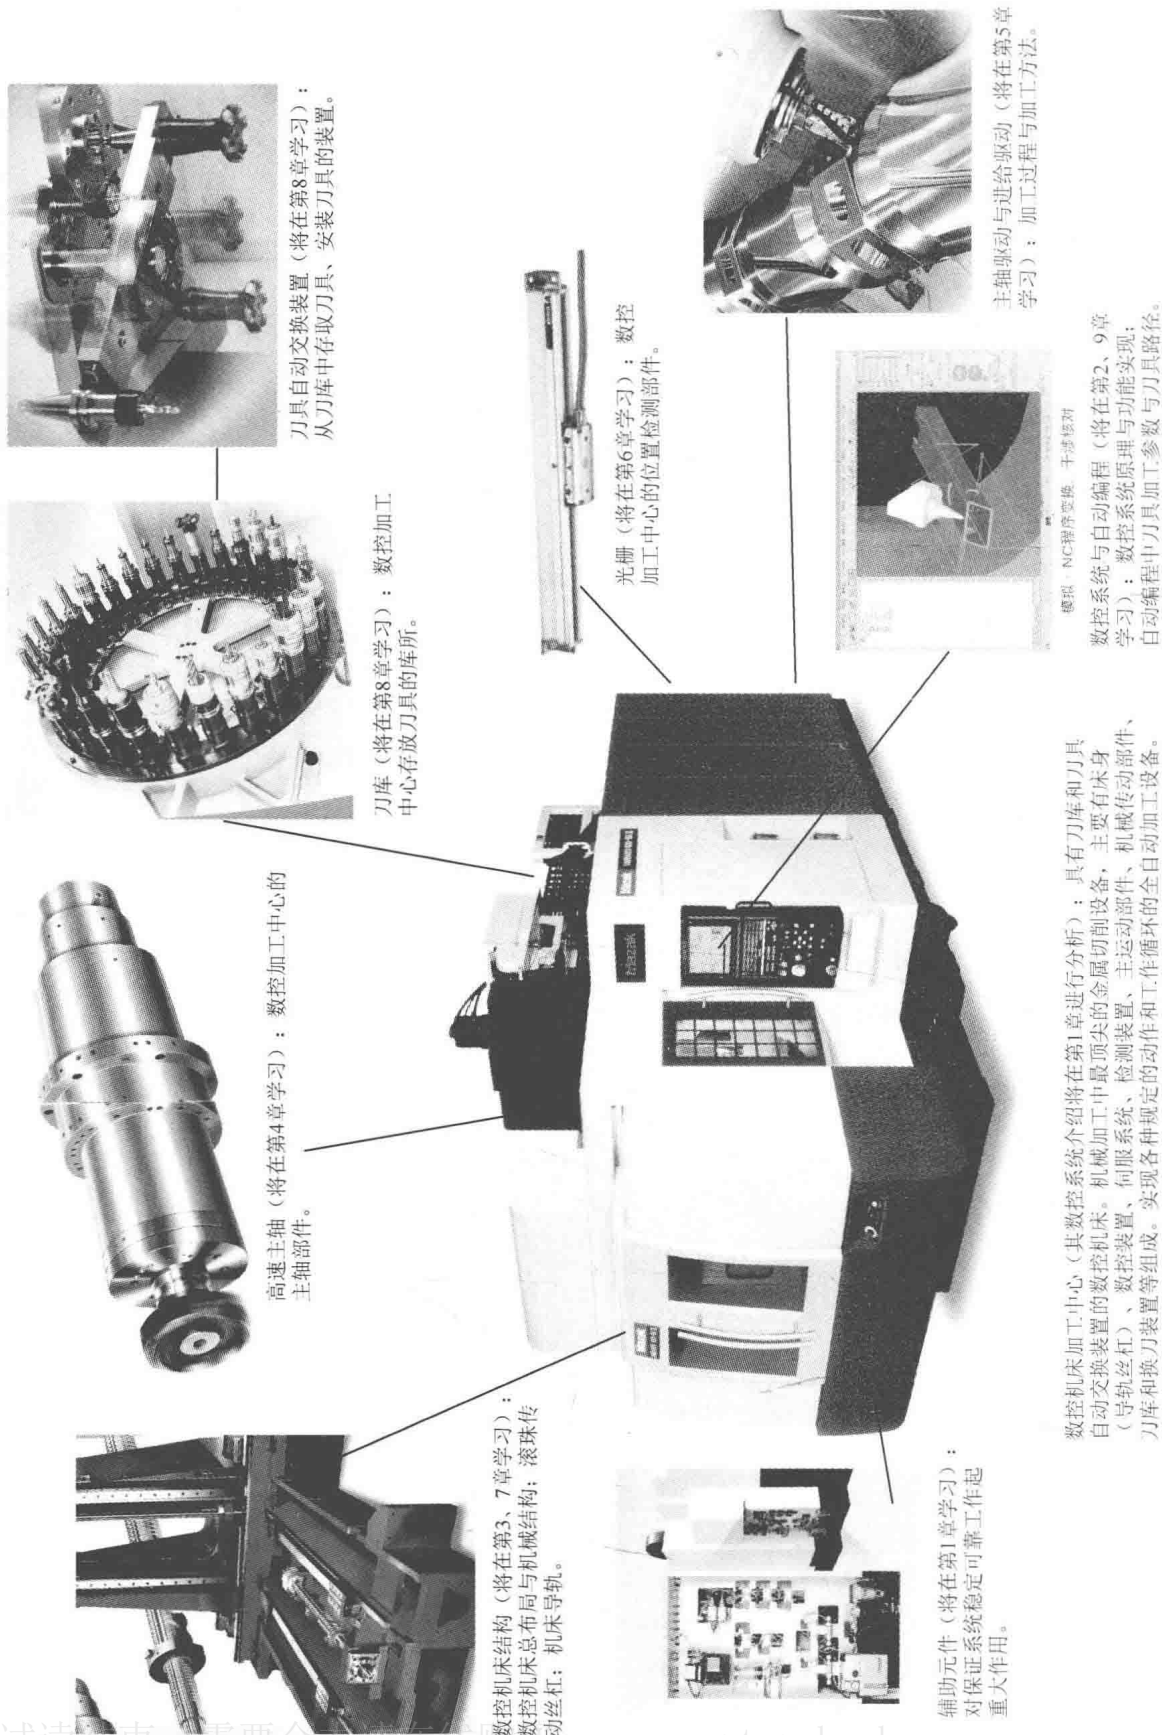 数控机床结构（将在第3、7章学习）：
数控机床总布局与机械结构；滚珠传
动丝杠；机床导轨。
高速主轴（将在第4章学习）：数控加工中心的
主轴部件。
刀库（将在第8章学习）：数控加工
中心存放刀具的库所。
刀具自动交换装置（将在第8章学习）：
从刀库中存取刀具、安装刀具的装置。
光栅（将在第6章学习）：数控
加工中心的位置检测部件。
主轴驱动与进给驱动（将在第5章
学习）：加工过程与加工方法。
模拟·NC程序变换 干涉核对
数控系统与自动编程（将在第2、9章
学习）：数控系统原理与功能实现；
自动编程中刀具加工参数与刀具路径。
辅助元件（将在第1章学习）：
对保证系统稳定可靠工作起
重大作用。
数控机床加工中心（其数控系统介绍将在第1章进行分析）：具有刀库和刀具
自动交换装置的数控机床。机械加工中最顶尖的金属切削设备，主要有床身
（导轨丝杠）、数控装置、伺服系统、检测装置、主运动部件、机械传动部件、
刀库和换刀装置等组成。实现各种规定的动作和工作循环的全自动加工设备。
Mazak